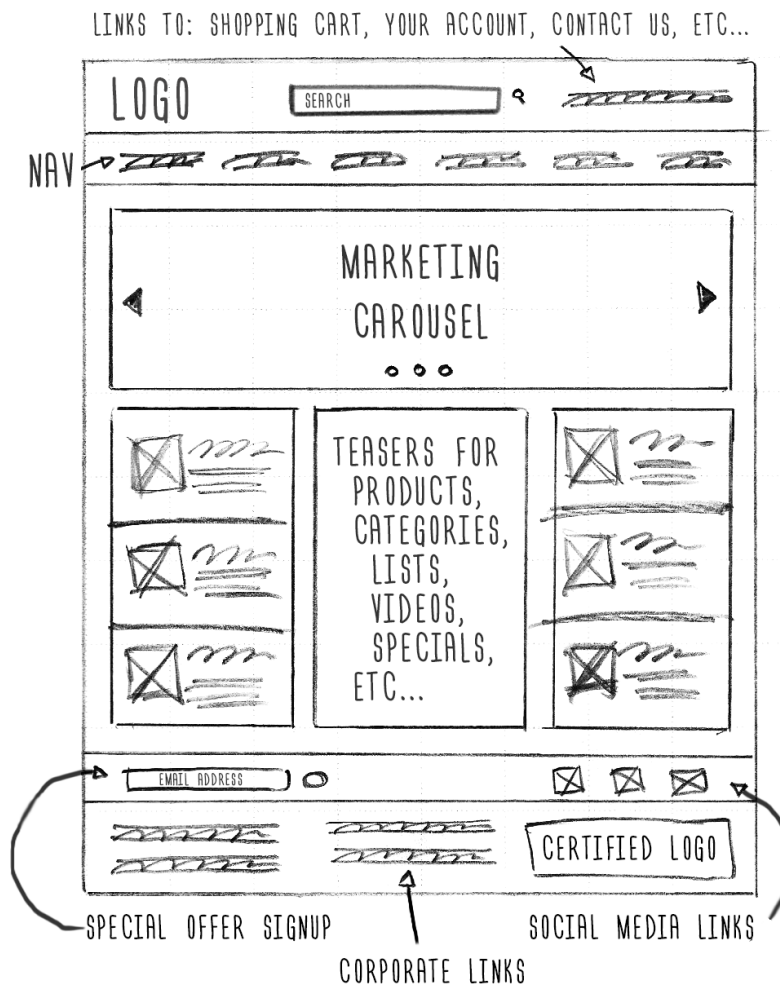 LINKS TO: SHOPPING CART, YOUR ACCOUNT, CONTACT US, ETC...
LOGO
SEARCH
NAV
MARKETING
CAROUSEL
TEASERS FOR
PRODUCTS,
CATEGORIES,
LISTS,
VIDEOS,
SPECIALS,
ETC...
EMAIL ADDRESS
CERTIFIED LOGO
SPECIAL OFFER SIGNUP
SOCIAL MEDIA LINKS
CORPORATE LINKS